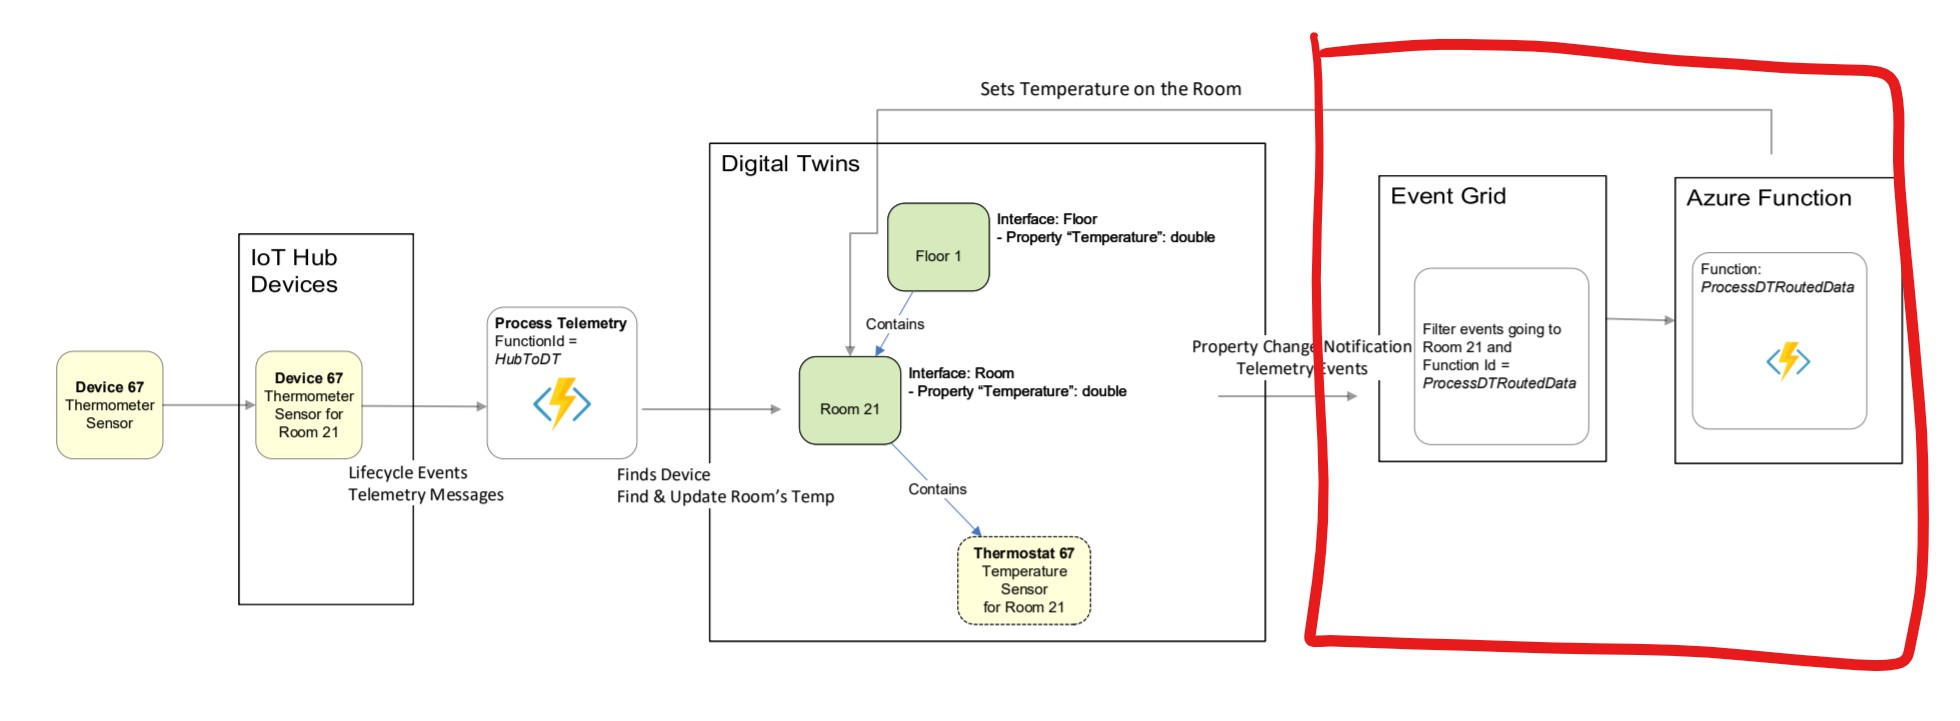 Sets Temperature on the Room
Device 67
Thermometer
Sensor
IoT Hub
Devices
Device 67
Thermometer
Sensor for
Room 21
Lifecycle Events
Telemetry Messages
Process Telemetry
FunctionId =
HubToDT
Finds Device
Find & Update Room's Temp
Digital Twins
Floor 1
Interface: Floor
- Property "Temperature": double
Contains
Room 21
Interface: Room
- Property "Temperature": double
Contains
Thermostat 67
Temperature
Sensor
for Room 21
Property Change Notification
Telemetry Events
Event Grid
Filter events going to
Room 21 and
Function Id =
ProcessDTRoutedData
Azure Function
Function:
ProcessDTRoutedData